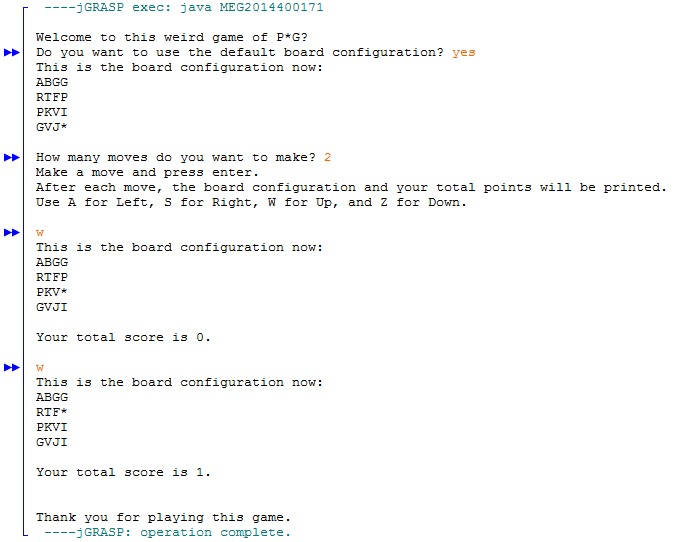 ----jGRASP exec: java MEG2014400171
Welcome to this weird game of P*G?
Do you want to use the default board configuration? yes
This is the board configuration now:
ABGG
RTFP
PKVI
GVJ*
How many moves do you want to make? 2
Make a move and press enter.
After each move, the board configuration and your total points will be printed.
Use A for Left, S for Right, W for Up, and Z for Down.
w
This is the board configuration now:
ABGG
RTFP
PKV*
GVJI
Your total score is 0.
w
This is the board configuration now:
ABGG
RTF*
PKVI
GVJI
Your total score is 1.
Thank you for playing this game.
----jGRASP: operation complete.